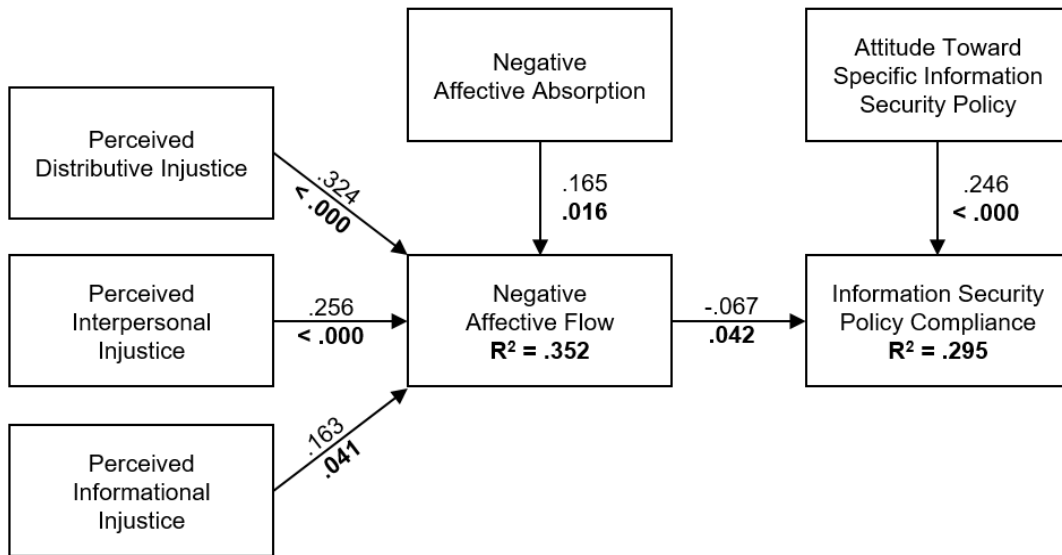 Negative
Affective Absorption
Attitude Toward
Specific Information
Security Policy
Perceived
Distributive Injustice
.324
< .000
.165
.016
.246
< .000
Perceived
Interpersonal
Injustice
.256
< .000
Negative
Affective Flow
R² = .352
-.067
.042
Information Security
Policy Compliance
R² = .295
.163
.041
Perceived
Informational
Injustice